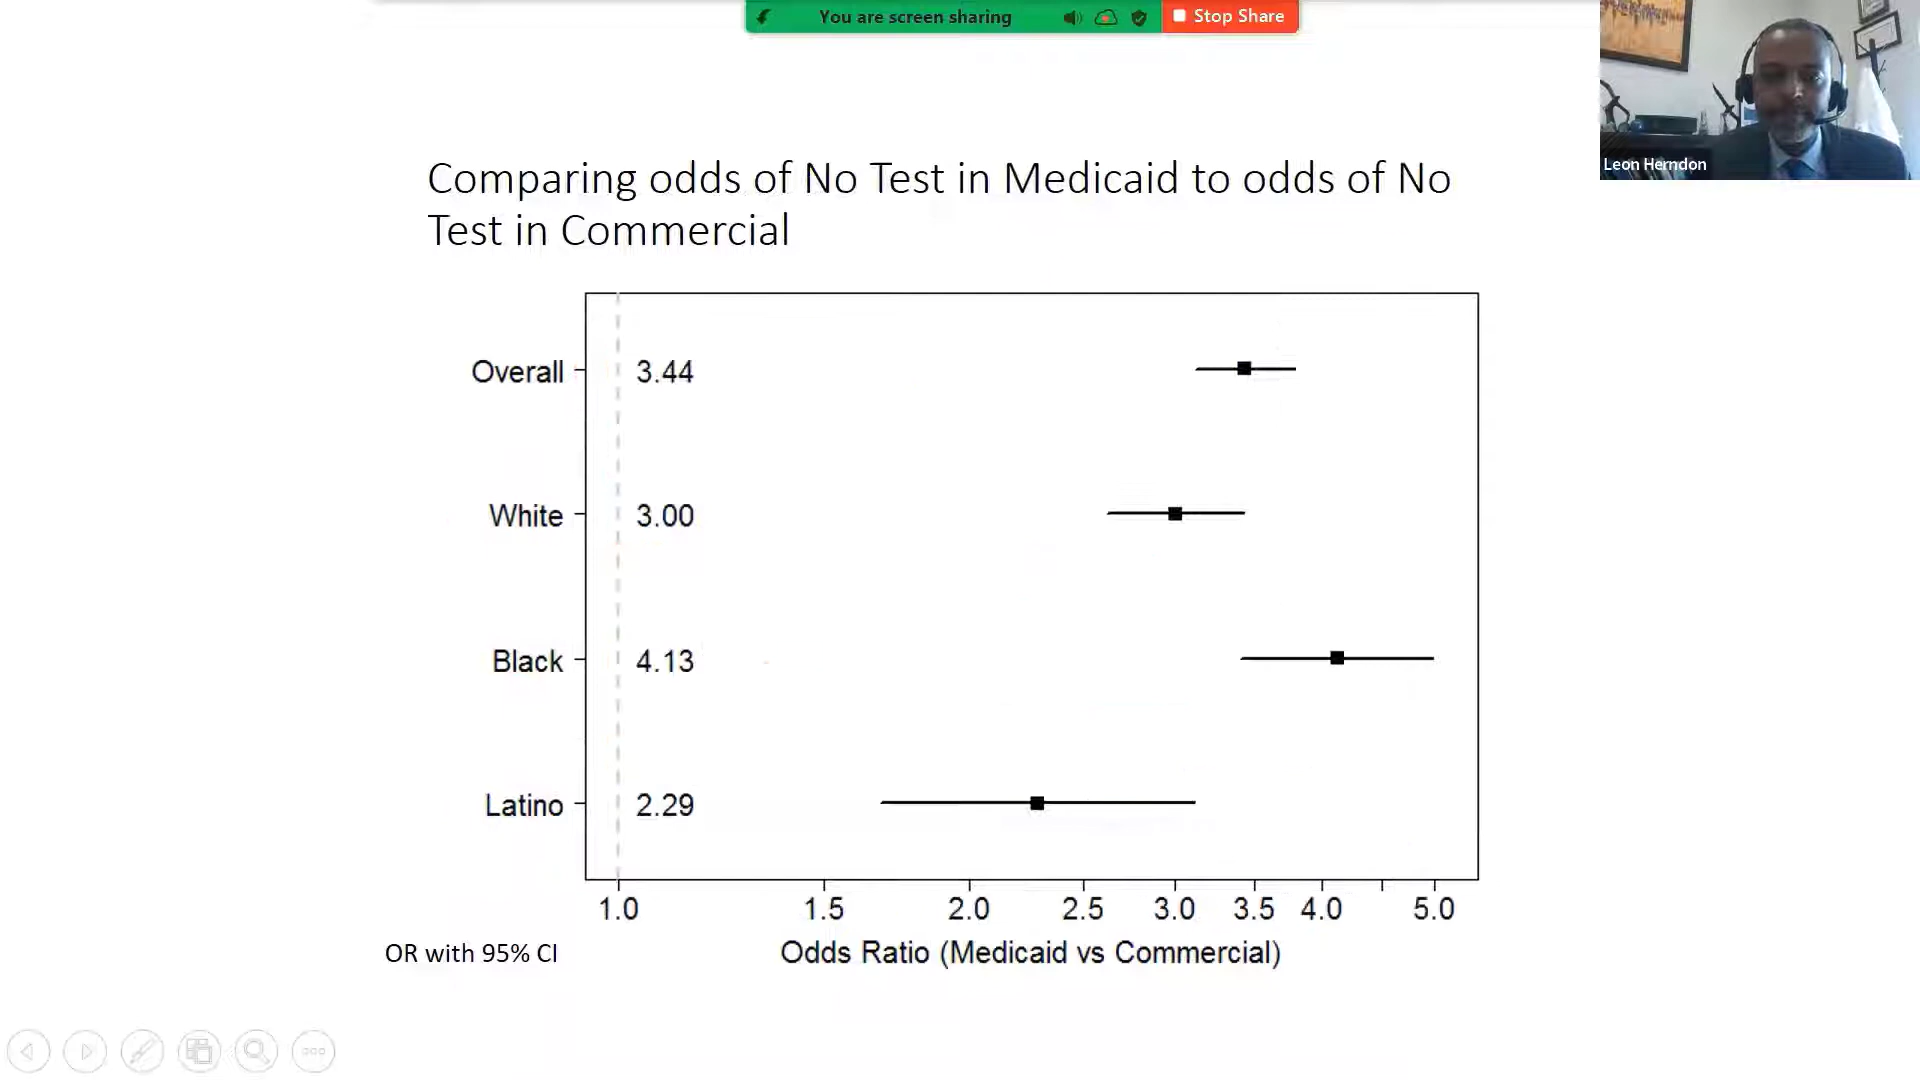 You are screen sharing
Stop Share
Leon Herndon
Comparing odds of No Test in Medicaid to odds of No
Test in Commercial
Overall 3.44
White 3.00
Black 4.13
Latino 2.29
1.0 1.5 2.0 2.5 3.0 3.5 4.0 5.0
OR with 95% CI
Odds Ratio (Medicaid vs Commercial)